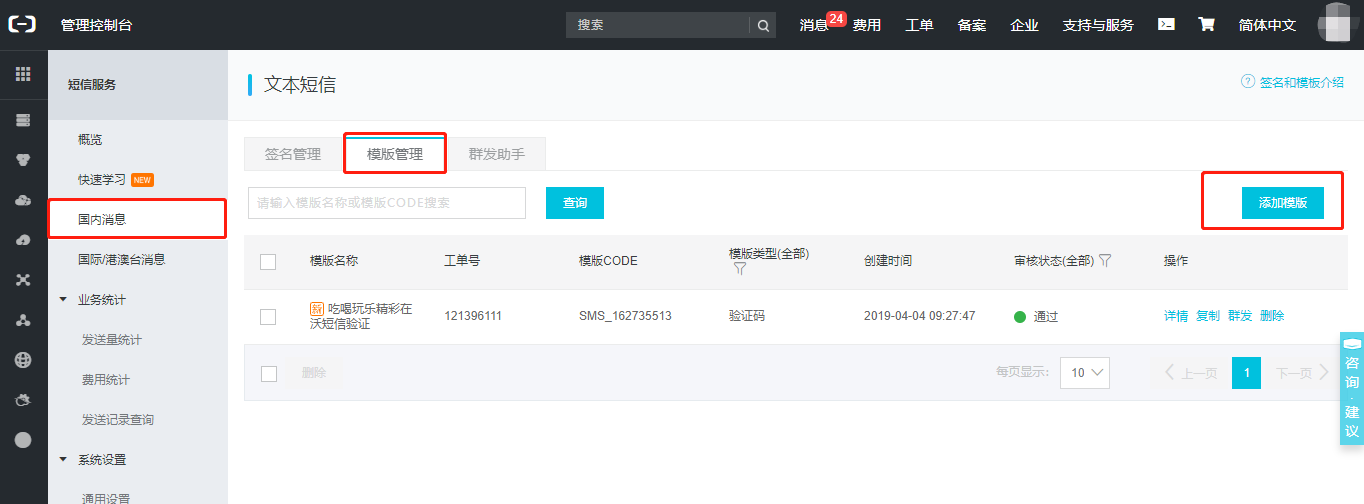 管理控制台
搜索
消息 24 费用 工单 备案 企业 支持与服务 简体中文
短信服务
概览
快速学习 NEW
国内消息
国际/港澳台消息
业务统计
发送量统计
费用统计
发送记录查询
系统设置
通用设置
文本短信
签名和模板介绍
签名管理 模版管理 群发助手
请输入模版名称或模版CODE搜索 查询 添加模版
模版名称 工单号 模版CODE 模版类型(全部) 创建时间 审核状态(全部) 操作
新 吃喝玩乐精彩在
沃短信验证
121396111 SMS_162735513 验证码 2019-04-04 09:27:47 通过 详情 复制 群发 删除
删除 每页显示: 10 上一页 1 下一页
咨询·建议